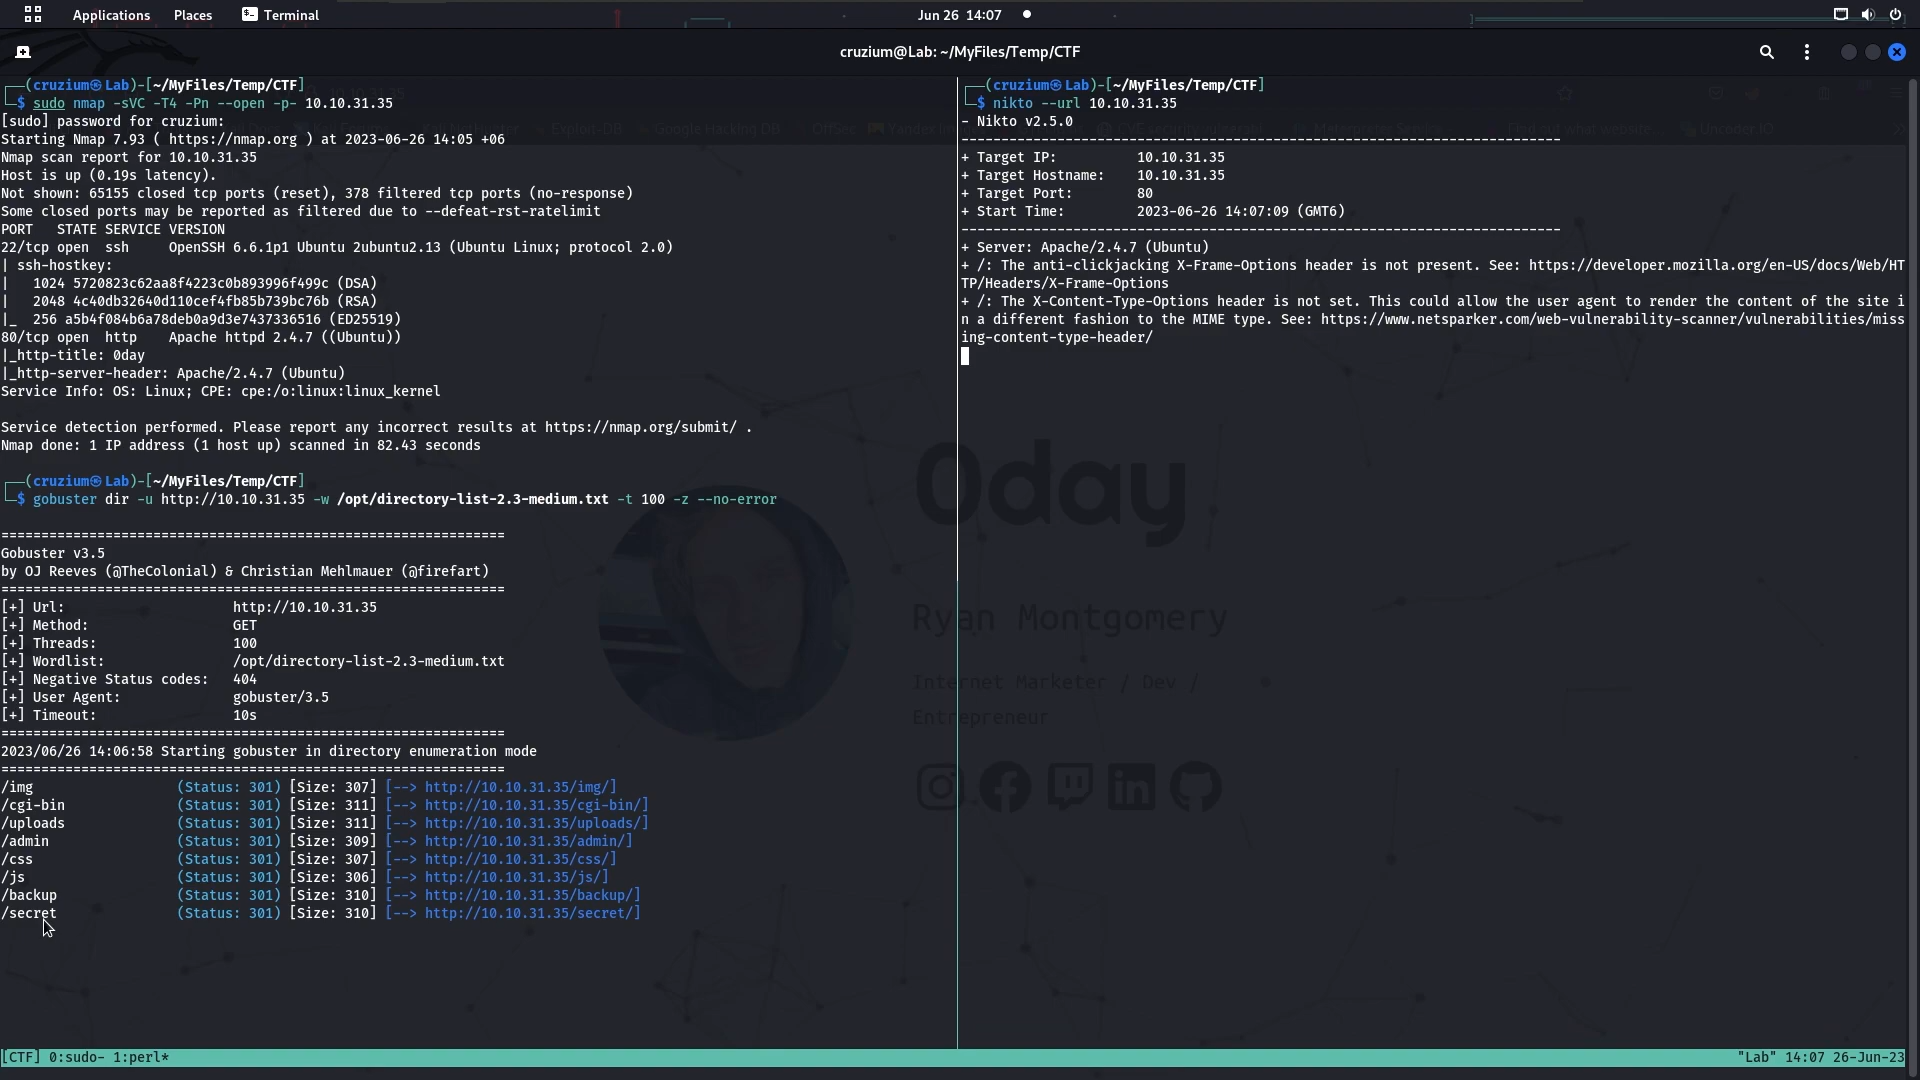 Applications Places Terminal Jun 26 14:07
cruzium@Lab: ~/MyFiles/Temp/CTF
┌──(cruzium㉿Lab)-[~/MyFiles/Temp/CTF]
└─$ sudo nmap -sVC -T4 -Pn --open -p- 10.10.31.35
[sudo] password for cruzium:
Starting Nmap 7.93 ( https://nmap.org ) at 2023-06-26 14:05 +06
Nmap scan report for 10.10.31.35
Host is up (0.19s latency).
Not shown: 65155 closed tcp ports (reset), 378 filtered tcp ports (no-response)
Some closed ports may be reported as filtered due to --defeat-rst-ratelimit
PORT   STATE SERVICE VERSION
22/tcp open  ssh     OpenSSH 6.6.1p1 Ubuntu 2ubuntu2.13 (Ubuntu Linux; protocol 2.0)
| ssh-hostkey:
|   1024 5720823c62aa8f4223c0b893996f499c (DSA)
|   2048 4c40db32640d110cef4fb85b739bc76b (RSA)
|_  256 a5b4f084b6a78deb0a9d3e7437336516 (ED25519)
80/tcp open  http    Apache httpd 2.4.7 ((Ubuntu))
|_http-title: 0day
|_http-server-header: Apache/2.4.7 (Ubuntu)
Service Info: OS: Linux; CPE: cpe:/o:linux:linux_kernel
Service detection performed. Please report any incorrect results at https://nmap.org/submit/ .
Nmap done: 1 IP address (1 host up) scanned in 82.43 seconds
┌──(cruzium㉿Lab)-[~/MyFiles/Temp/CTF]
└─$ gobuster dir -u http://10.10.31.35 -w /opt/directory-list-2.3-medium.txt -t 100 -z --no-error
===============================================================
Gobuster v3.5
by OJ Reeves (@TheColonial) & Christian Mehlmauer (@firefart)
===============================================================
[+] Url:                     http://10.10.31.35
[+] Method:                  GET
[+] Threads:                 100
[+] Wordlist:                /opt/directory-list-2.3-medium.txt
[+] Negative Status codes:   404
[+] User Agent:              gobuster/3.5
[+] Timeout:                 10s
===============================================================
2023/06/26 14:06:58 Starting gobuster in directory enumeration mode
===============================================================
/img                  (Status: 301) [Size: 307] [--> http://10.10.31.35/img/]
/cgi-bin              (Status: 301) [Size: 311] [--> http://10.10.31.35/cgi-bin/]
/uploads              (Status: 301) [Size: 311] [--> http://10.10.31.35/uploads/]
/admin                (Status: 301) [Size: 309] [--> http://10.10.31.35/admin/]
/css                  (Status: 301) [Size: 307] [--> http://10.10.31.35/css/]
/js                   (Status: 301) [Size: 306] [--> http://10.10.31.35/js/]
/backup               (Status: 301) [Size: 310] [--> http://10.10.31.35/backup/]
/secret               (Status: 301) [Size: 310] [--> http://10.10.31.35/secret/]
┌──(cruzium㉿Lab)-[~/MyFiles/Temp/CTF]
└─$ nikto --url 10.10.31.35
- Nikto v2.5.0
---------------------------------------------------------------------------
+ Target IP:          10.10.31.35
+ Target Hostname:    10.10.31.35
+ Target Port:        80
+ Start Time:         2023-06-26 14:07:09 (GMT6)
---------------------------------------------------------------------------
+ Server: Apache/2.4.7 (Ubuntu)
+ /: The anti-clickjacking X-Frame-Options header is not present. See: https://developer.mozilla.org/en-US/docs/Web/HT
TP/Headers/X-Frame-Options
+ /: The X-Content-Type-Options header is not set. This could allow the user agent to render the content of the site i
n a different fashion to the MIME type. See: https://www.netsparker.com/web-vulnerability-scanner/vulnerabilities/miss
ing-content-type-header/
0day
Ryan Montgomery
Internet Marketer / Dev /
Entrepreneur
[CTF] 0:sudo- 1:perl* "Lab" 14:07 26-Jun-23